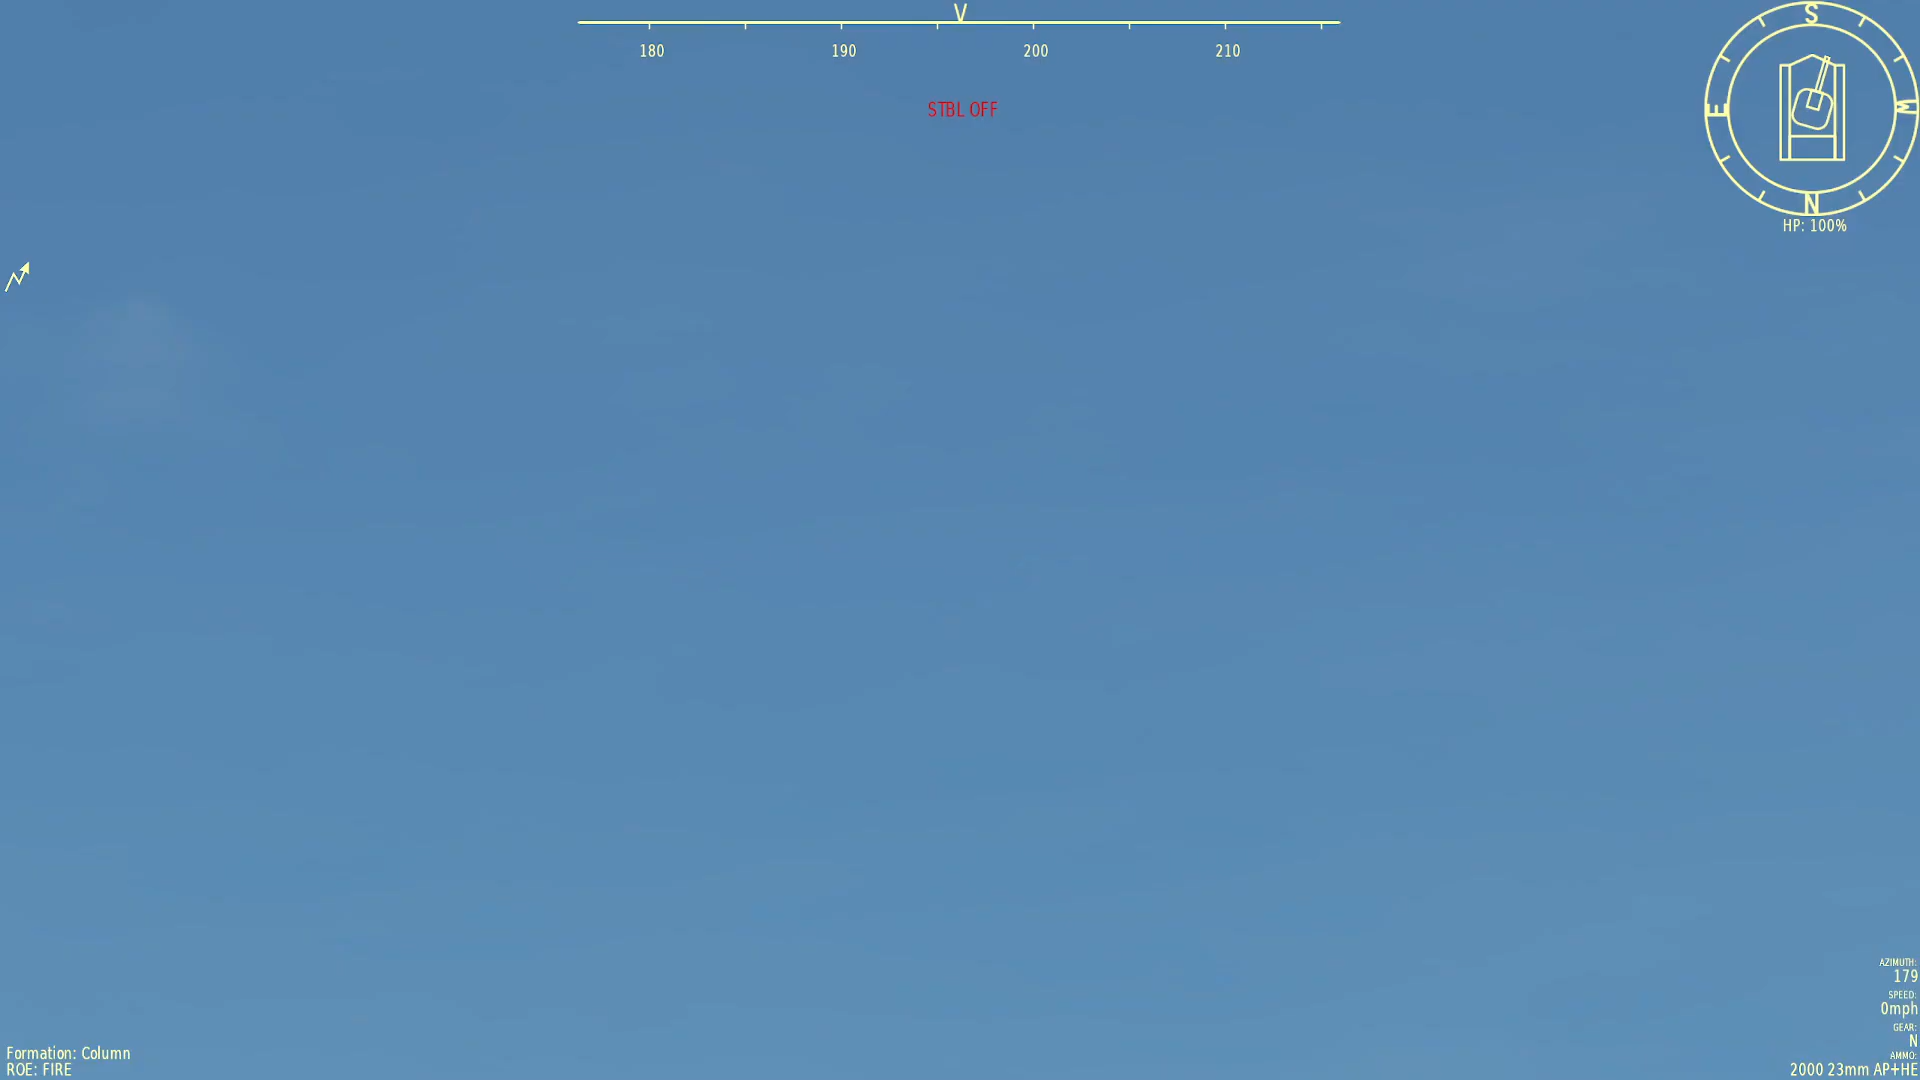 V
180 190 200 210
STBL OFF
S
E W
N
HP: 100%
AZIMUTH:
179
SPEED:
0mph
GEAR:
N
AMMO:
2000 23mm AP+HE
Formation: Column
ROE: FIRE